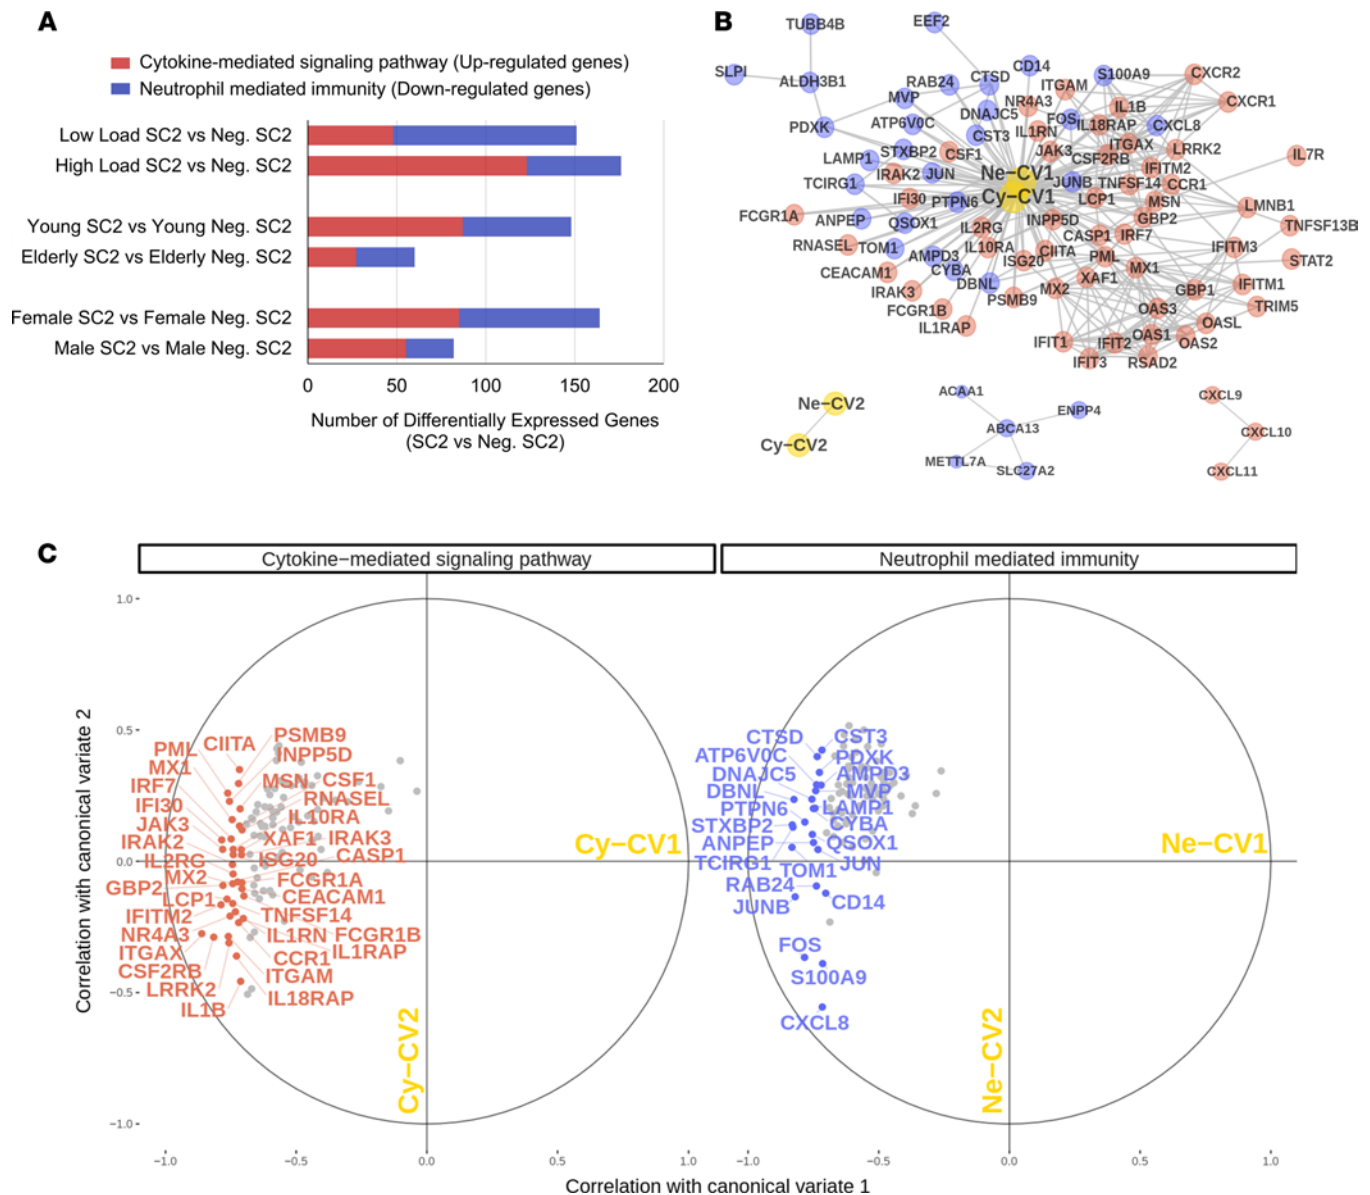 A
Cytokine-mediated signaling pathway (Up-regulated genes)
Neutrophil mediated immunity (Down-regulated genes)
Low Load SC2 vs Neg. SC2
High Load SC2 vs Neg. SC2
Young SC2 vs Young Neg. SC2
Elderly SC2 vs Elderly Neg. SC2
Female SC2 vs Female Neg. SC2
Male SC2 vs Male Neg. SC2
0 50 100 150 200
Number of Differentially Expressed Genes
(SC2 vs Neg. SC2)
B
TUBB4B
EEF2
SLPI
ALDH3B1
RAB24
CTSD
CD14
S100A9
CXCR2
MVP
ITGAM
NR4A3
IL1B
CXCR1
PDXK
ATP6V0C
DNAJC5
CST3
FOS
IL1RN
IL18RAP
CXCL8
STXBP2
CSF1
JAK3
ITGAX
CSF2RB
LRRK2
IL7R
LAMP1
TCIRG1
IRAK2
JUN
Ne−CV1
Cy−CV1
JUNB
TNFSF14
IFITM2
CCR1
IFI30
PTPN6
LCP1
MSN
LMNB1
FCGR1A
ANPEP
QSOX1
IL2RG
INPP5D
GBP2
TNFSF13B
RNASEL
TOM1
IL10RA
CASP1
IRF7
IFITM3
CEACAM1
AMPD3
CYBA
ISG20
CIITA
PML
STAT2
IRAK3
DBNL
PSMB9
MX2
XAF1
MX1
GBP1
IFITM1
FCGR1B
IL1RAP
OAS3
TRIM5
OASL
IFIT1
IFIT2
OAS1
OAS2
IFIT3
RSAD2
Ne−CV2
Cy−CV2
ACAA1
ENPP4
ABCA13
METTL7A
SLC27A2
CXCL9
CXCL10
CXCL11
C
Cytokine−mediated signaling pathway
Neutrophil mediated immunity
Correlation with canonical variate 2
1.0
0.5
0.0
−0.5
−1.0
PML
CIITA
PSMB9
MX1
INPP5D
IRF7
MSN
CSF1
IFI30
RNASEL
JAK3
IL10RA
IRAK2
XAF1
IRAK3
IL2RG
ISG20
CASP1
MX2
GBP2
FCGR1A
LCP1
CEACAM1
IFITM2
TNFSF14
NR4A3
IL1RN
FCGR1B
ITGAX
IL1RAP
CCR1
CSF2RB
ITGAM
LRRK2
IL18RAP
IL1B
Cy−CV1
Cy−CV2
CTSD
CST3
ATP6V0C
PDXK
DNAJC5
AMPD3
DBNL
MVP
PTPN6
LAMP1
STXBP2
CYBA
ANPEP
QSOX1
TCIRG1
TOM1
JUN
RAB24
JUNB
CD14
FOS
S100A9
CXCL8
Ne−CV1
Ne−CV2
−1.0 −0.5 0.0 0.5 1.0
−1.0 −0.5 0.0 0.5 1.0
Correlation with canonical variate 1